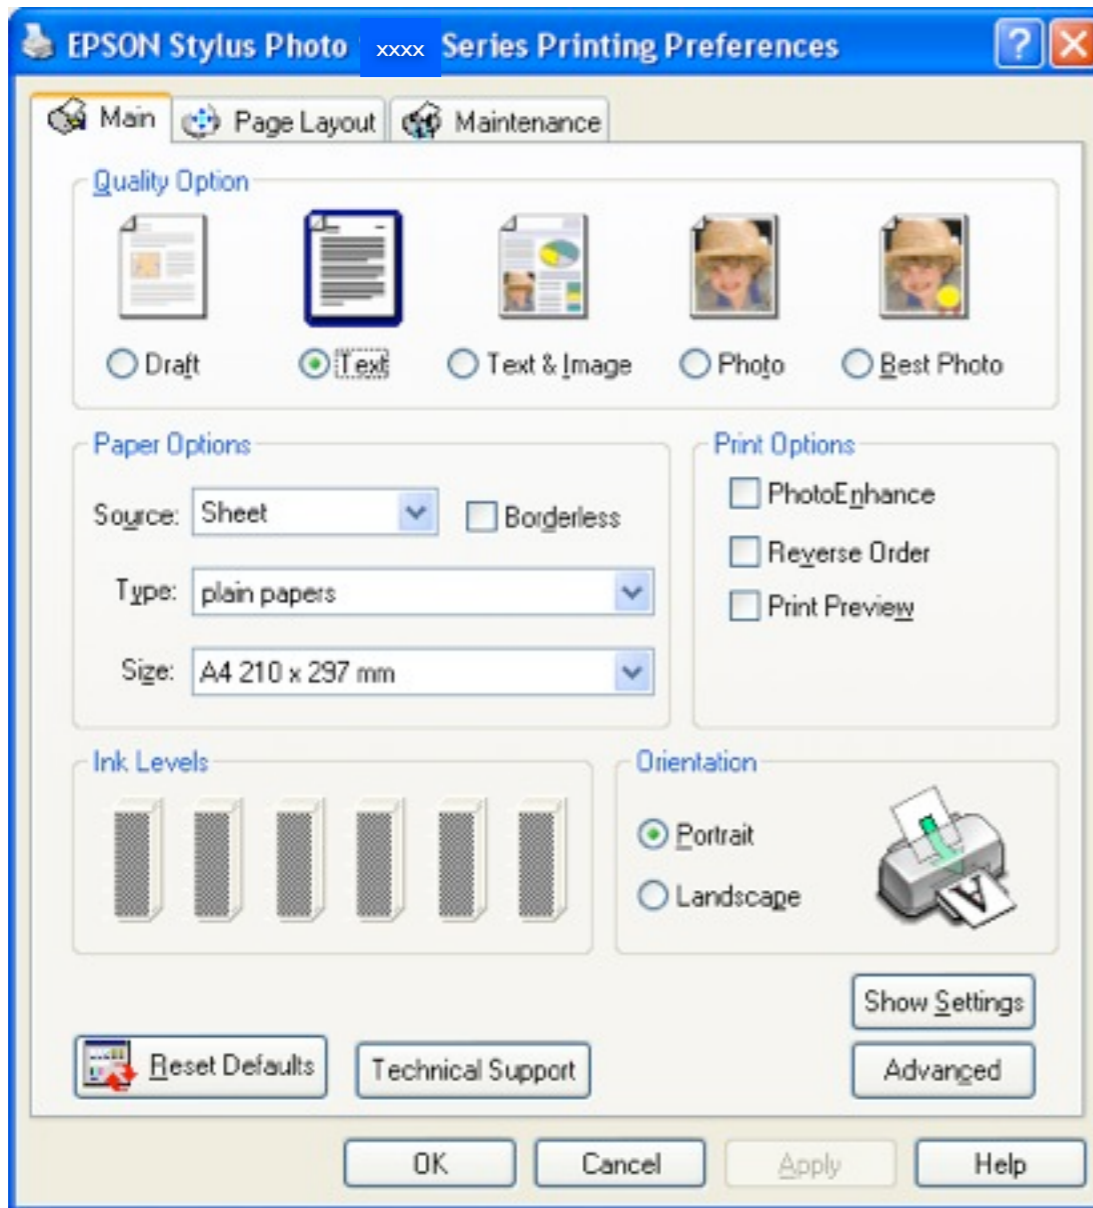 EPSON Stylus Photo xxxx Series Printing Preferences
Main Page Layout Maintenance
Quality Option
Draft Text Text & Image Photo Best Photo
Paper Options
Source: Sheet Borderless
Type: plain papers
Size: A4 210 x 297 mm
Print Options
PhotoEnhance
Reverse Order
Print Preview
Ink Levels
Orientation
Portrait
Landscape
A
Show Settings
Reset Defaults Technical Support Advanced
OK Cancel Apply Help